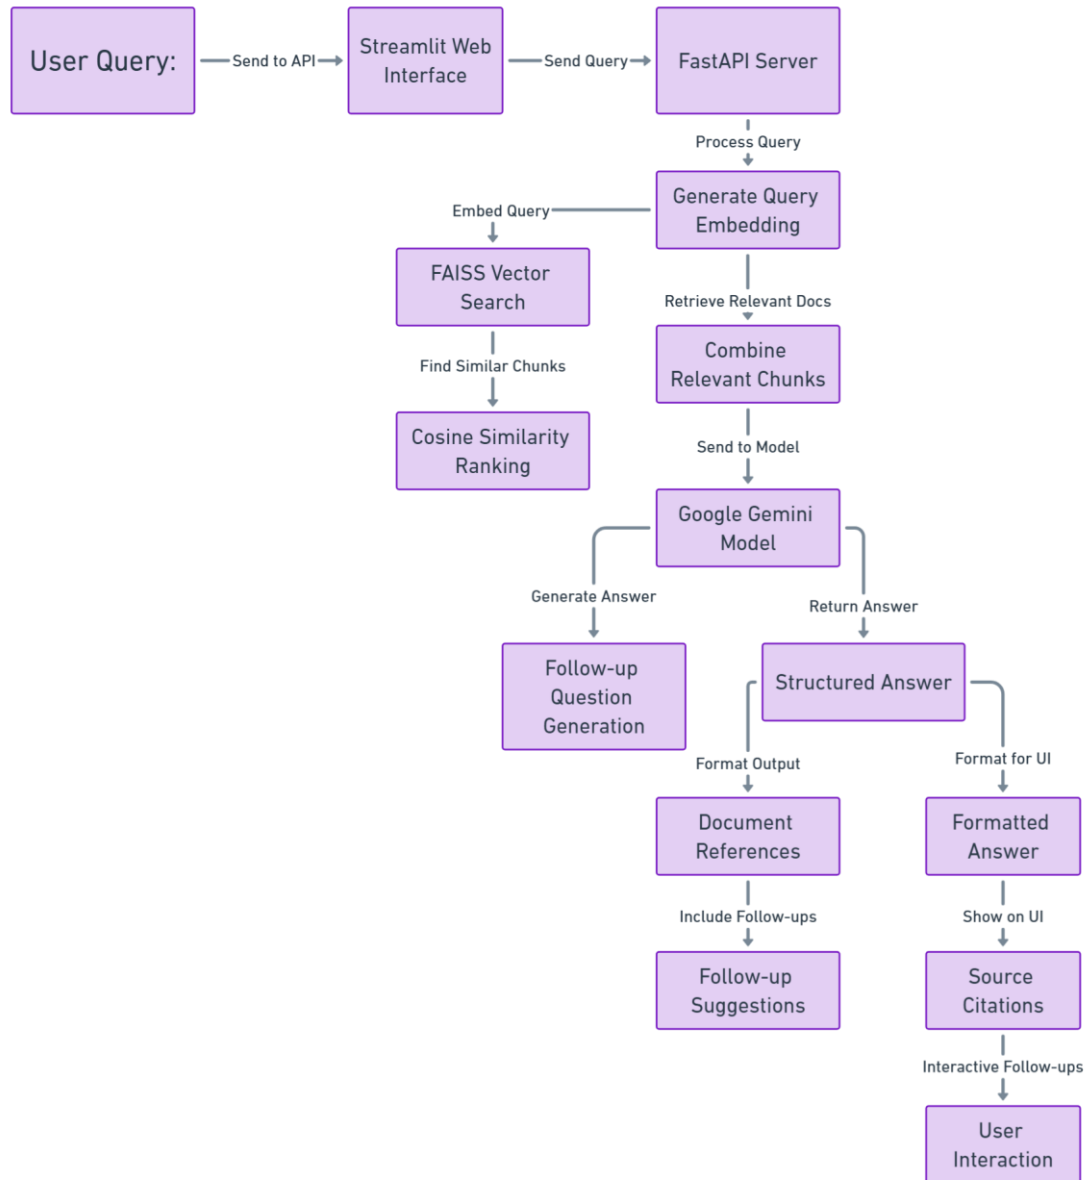 User Query:
Send to API
Streamlit Web
Interface
Send Query
FastAPI Server
Process Query
Generate Query
Embedding
Embed Query
FAISS Vector
Search
Retrieve Relevant Docs
Combine
Relevant Chunks
Find Similar Chunks
Cosine Similarity
Ranking
Send to Model
Google Gemini
Model
Generate Answer
Return Answer
Follow-up
Question
Generation
Structured Answer
Format Output
Format for UI
Document
References
Formatted
Answer
Include Follow-ups
Show on UI
Follow-up
Suggestions
Source
Citations
Interactive Follow-ups
User
Interaction